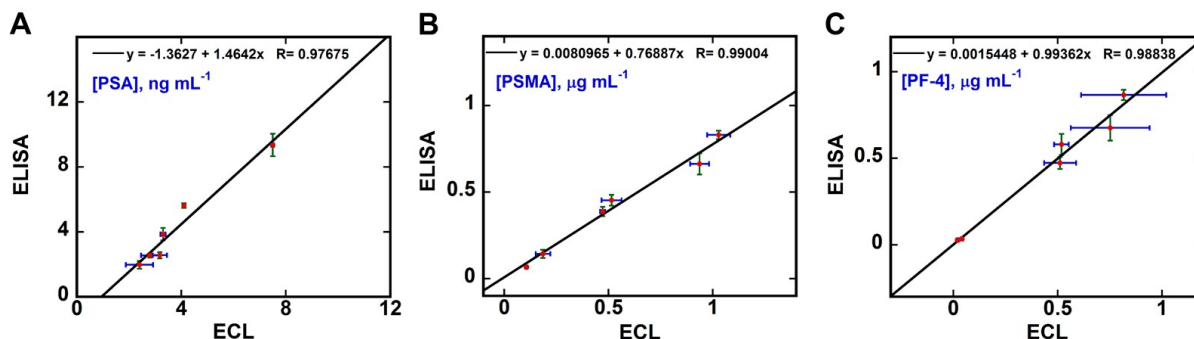 A
y = -1.3627 + 1.4642x R= 0.97675
[PSA], ng mL⁻¹
ELISA
12
8
4
0
0 4 8 12
ECL
B
y = 0.0080965 + 0.76887x R= 0.99004
[PSMA], µg mL⁻¹
ELISA
1
0.5
0
0 0.5 1
ECL
C
y = 0.0015448 + 0.99362x R= 0.98838
[PF-4], µg mL⁻¹
ELISA
1
0.5
0
0 0.5 1
ECL